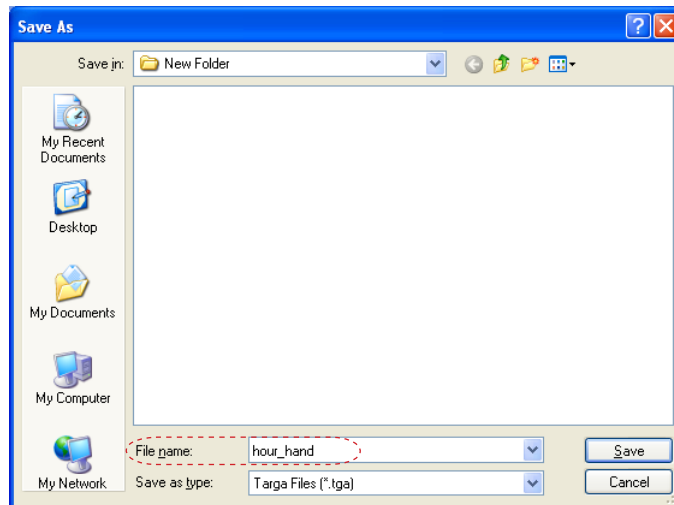 Save As
Save in: New Folder
My Recent
Documents
Desktop
My Documents
My Computer
My Network
File name: hour_hand Save
Save as type: Targa Files (*.tga) Cancel